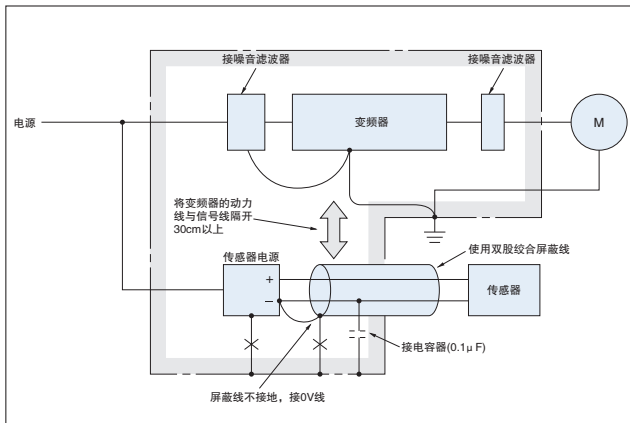 接噪音滤波器
接噪音滤波器
电源
变频器
M
将变频器的动力
线与信号线隔开
30cm以上
使用双股绞合屏蔽线
传感器电源
+
−
传感器
接电容器(0.1μF)
屏蔽线不接地，接0V线